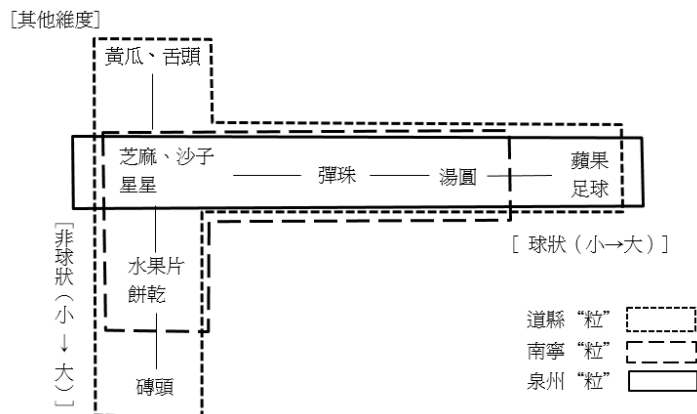 [其他維度]
黃瓜、舌頭
芝麻、沙子
星星
彈珠
湯圓
蘋果
足球
[ 球狀（小→大）]
[非球狀（小→大）]
水果片
餅乾
磚頭
道縣“粒”
南寧“粒”
泉州“粒”